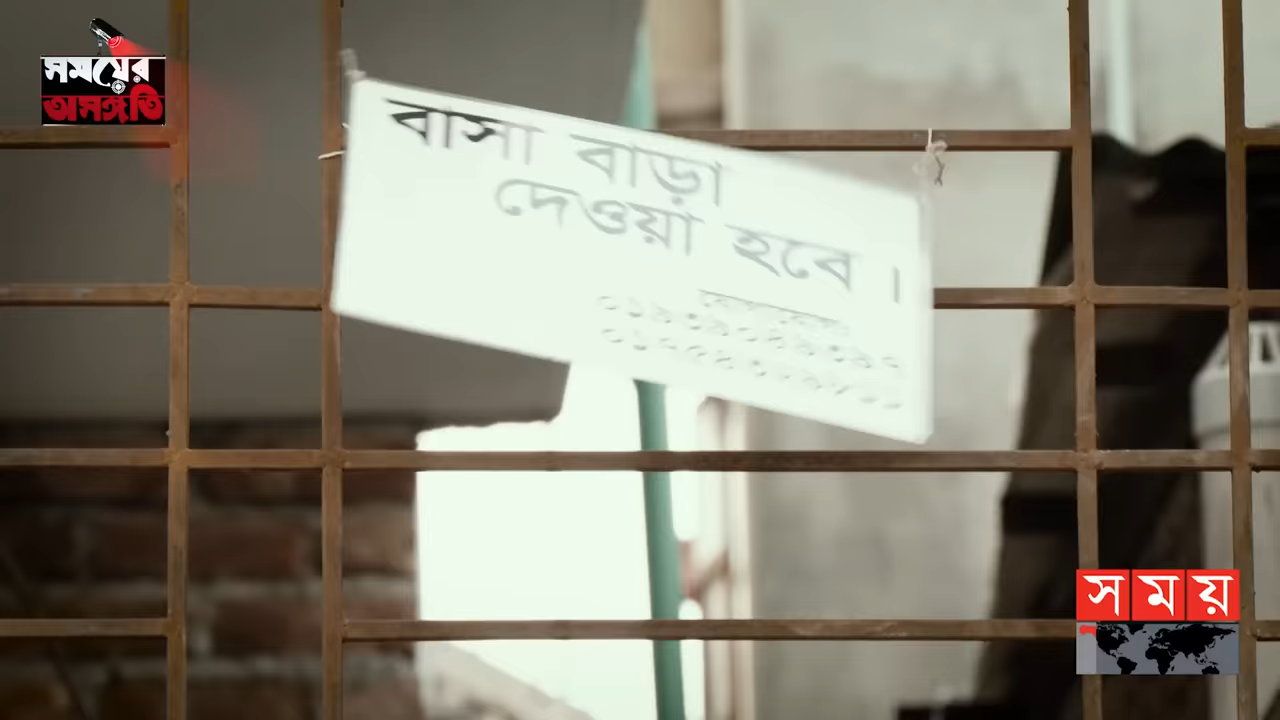 সময়ের
অসঙ্গতি
বাসা বাড়া
দেওয়া হবে ।
সময়